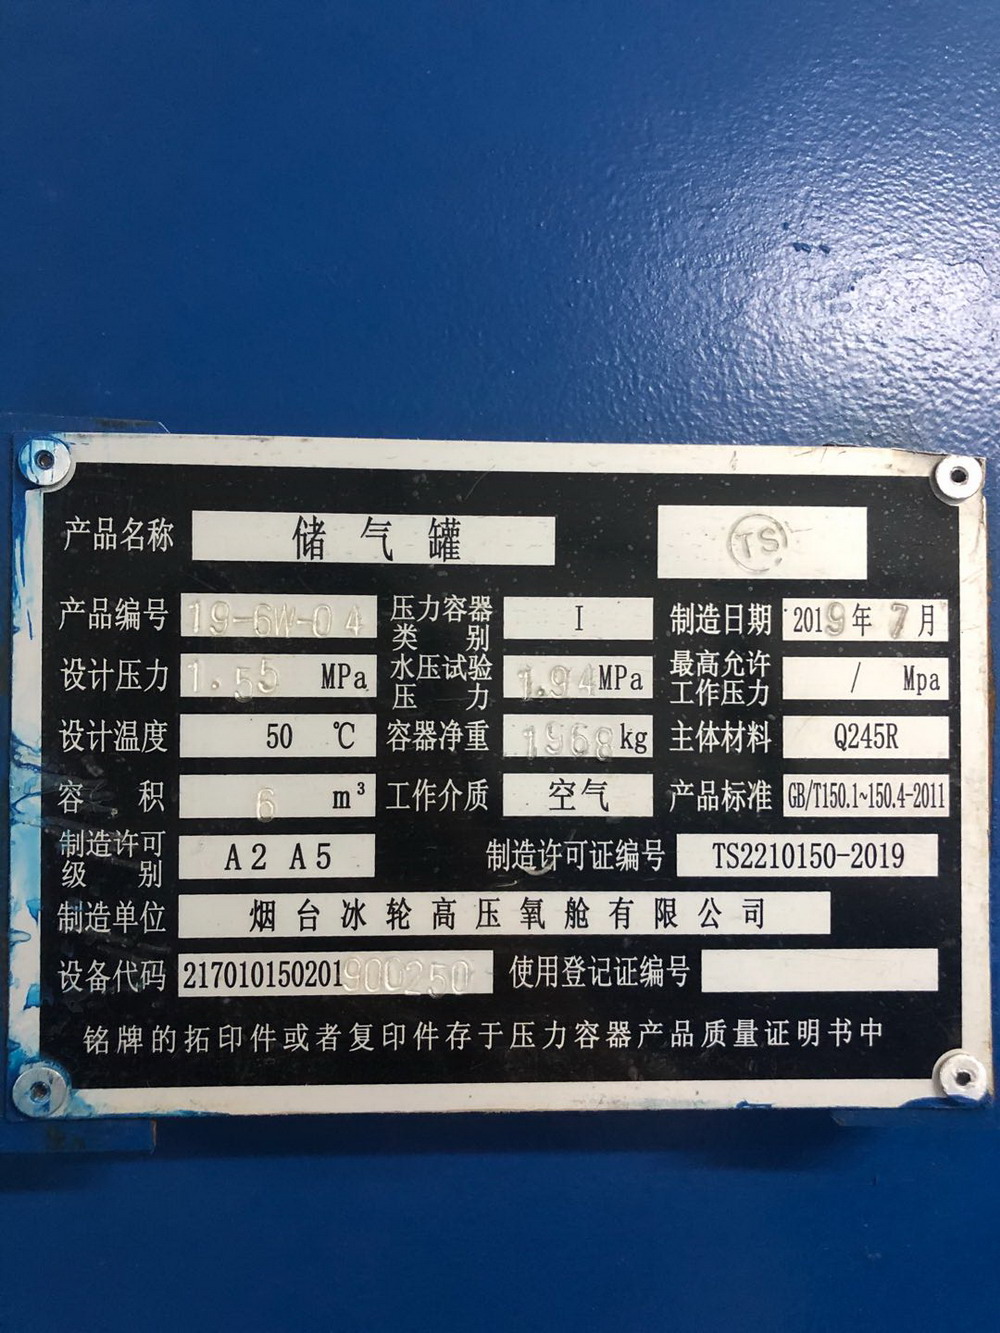 产品名称 储气罐 TS
产品编号 19-6W-04 压力容器类别 I 制造日期 2019年7月
设计压力 1.55 MPa 水压试验压力 1.94 MPa 最高允许工作压力 / Mpa
设计温度 50 ℃ 容器净重 1968 kg 主体材料 Q245R
容积 6 m³ 工作介质 空气 产品标准 GB/T150.1~150.4-2011
制造许可级别 A2 A5 制造许可证编号 TS2210150-2019
制造单位 烟台冰轮高压氧舱有限公司
设备代码 217010150201900250 使用登记证编号
铭牌的拓印件或者复印件存于压力容器产品质量证明书中